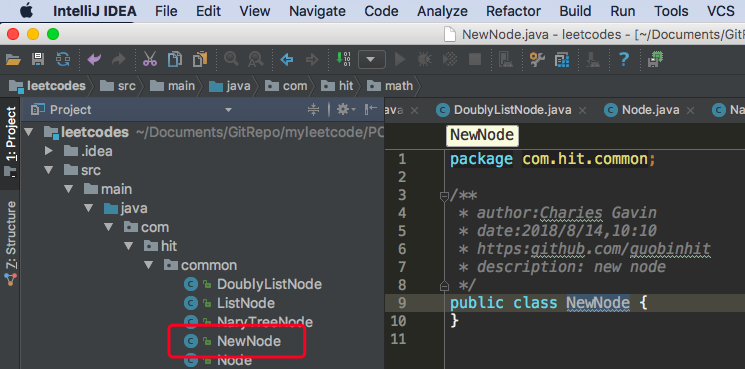 IntelliJ IDEA File Edit View Navigate Code Analyze Refactor Build Run Tools VCS
NewNode.java - leetcodes - [~/Documents/GitR
leetcodes src main java com hit math
1: Project
Project
ava DoublyListNode.java Node.java Na
leetcodes ~/Documents/GitRepo/myleetcode/PC
.idea
src
main
java
com
hit
common
DoublyListNode
ListNode
NaryTreeNode
NewNode
Node
Z: Structure
NewNode
1 package com.hit.common;
2
3 /**
4 * author:Charies Gavin
5 * date:2018/8/14,10:10
6 * https:github.com/guobinhit
7 * description: new node
8 */
9 public class NewNode {
10 }
11